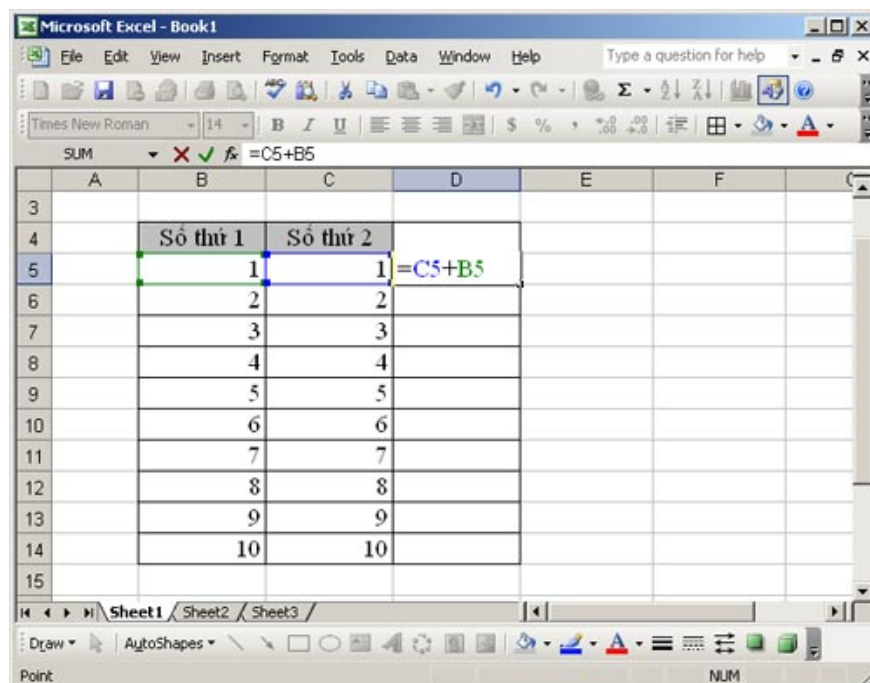 Microsoft Excel - Book1
File Edit View Insert Format Tools Data Window Help Type a question for help
Times New Roman 14 B I U $ % ,
SUM fx =C5+B5
A B C D E F
3
4 Số thứ 1 Số thứ 2
5 1 1 =C5+B5
6 2 2
7 3 3
8 4 4
9 5 5
10 6 6
11 7 7
12 8 8
13 9 9
14 10 10
15
Sheet1 Sheet2 Sheet3
Draw AutoShapes
Point NUM